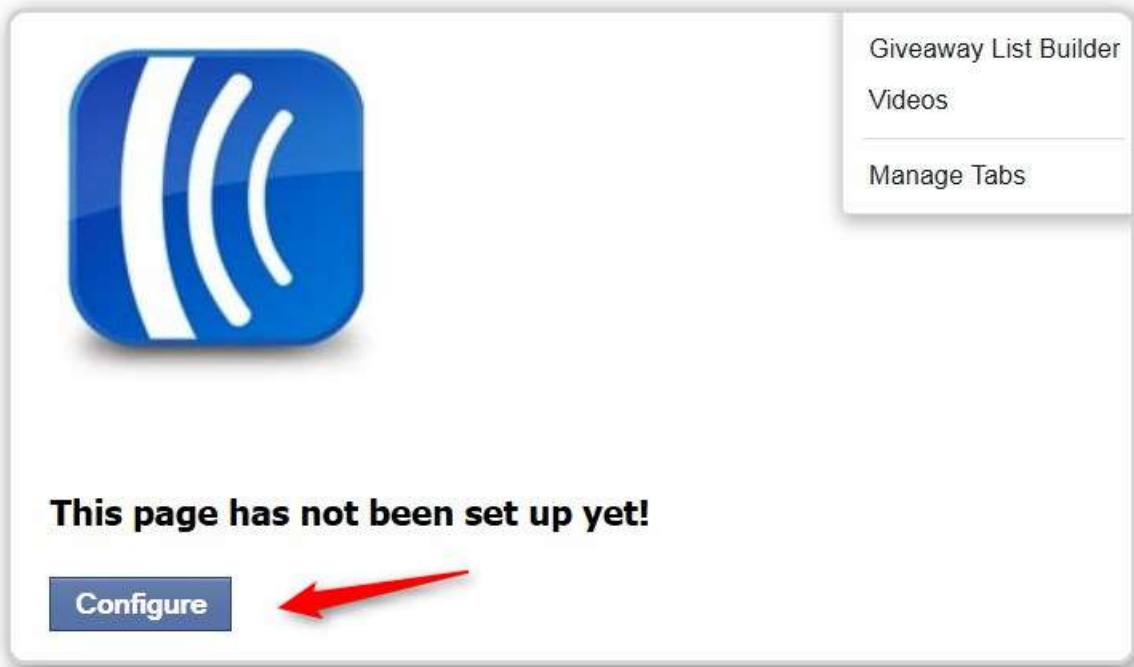 Giveaway List Builder
Videos
Manage Tabs
This page has not been set up yet!
Configure